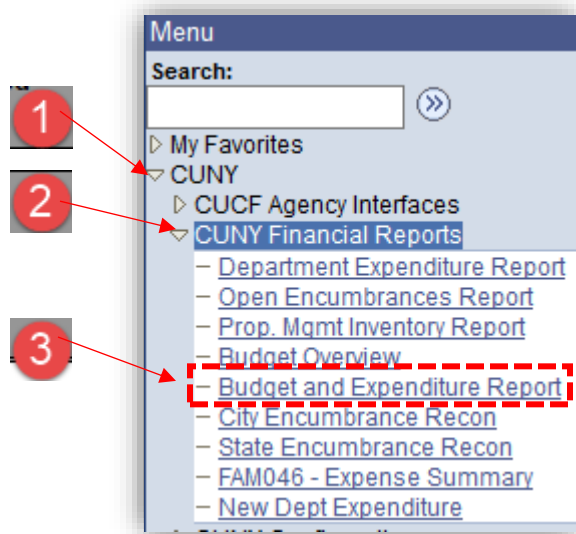 Menu
Search:
1
My Favorites
CUNY
2
CUCF Agency Interfaces
CUNY Financial Reports
Department Expenditure Report
Open Encumbrances Report
Prop. Mgmt Inventory Report
3
Budget Overview
Budget and Expenditure Report
City Encumbrance Recon
State Encumbrance Recon
FAM046 - Expense Summary
New Dept Expenditure